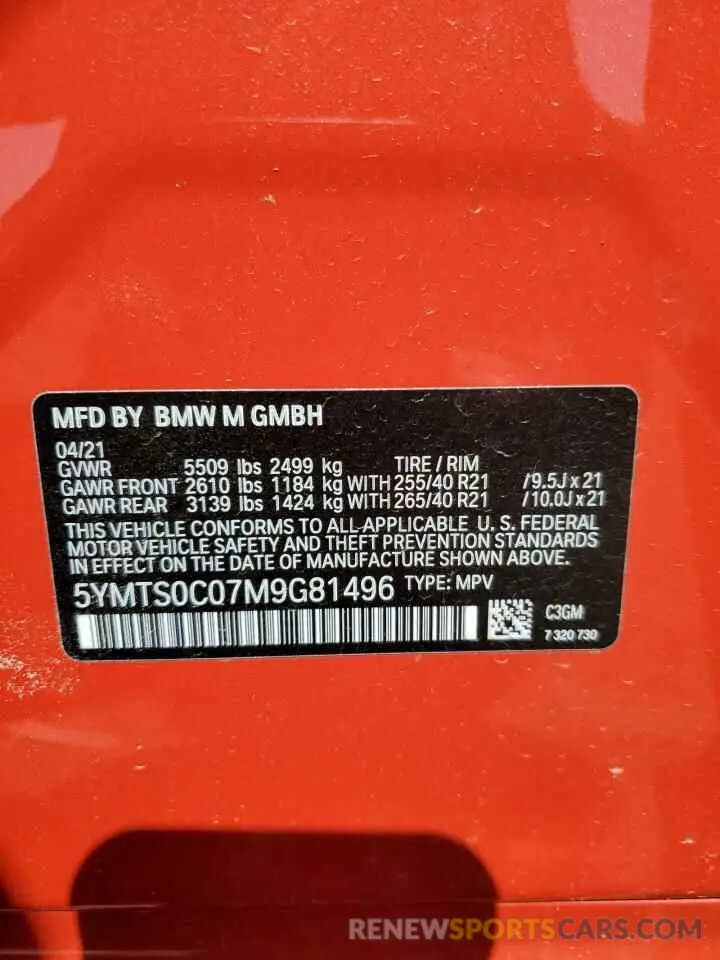 MFD BY BMW M GMBH
04/21
GVWR 5509 lbs 2499 kg TIRE / RIM
GAWR FRONT 2610 lbs 1184 kg WITH 255/40 R21 / 9.5J x 21
GAWR REAR 3139 lbs 1424 kg WITH 265/40 R21 / 10.0J x 21
THIS VEHICLE CONFORMS TO ALL APPLICABLE U. S. FEDERAL
MOTOR VEHICLE SAFETY AND THEFT PREVENTION STANDARDS
IN EFFECT ON THE DATE OF MANUFACTURE SHOWN ABOVE.
5YMTS0C07M9G81496 TYPE: MPV
C3GM
7 320 730
RENEWSPORTSCARS.COM